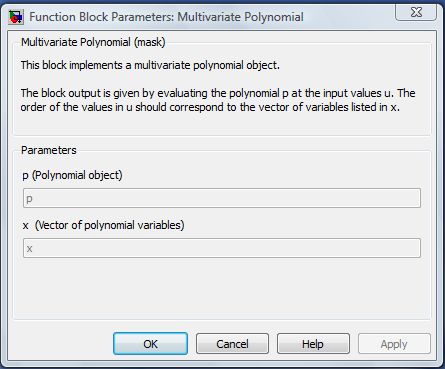 Function Block Parameters: Multivariate Polynomial
Multivariate Polynomial (mask)
This block implements a multivariate polynomial object.
The block output is given by evaluating the polynomial p at the input values u. The
order of the values in u should correspond to the vector of variables listed in x.
Parameters
p (Polynomial object)
p
x (Vector of polynomial variables)
x
OK Cancel Help Apply